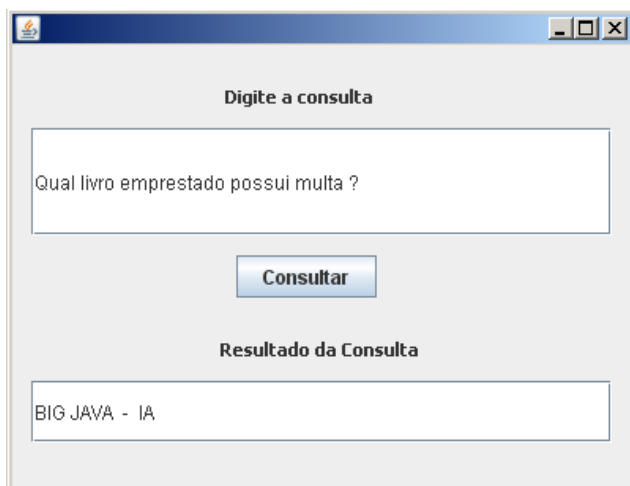 Digite a consulta
Qual livro emprestado possui multa ?
Consultar
Resultado da Consulta
BIG JAVA - IA